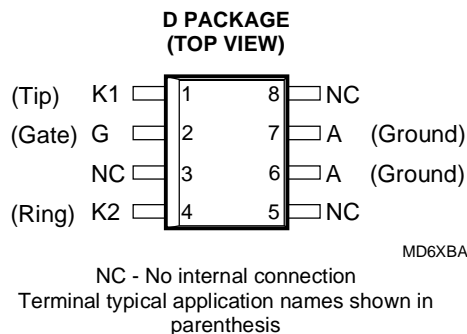 D PACKAGE
(TOP VIEW)
(Tip) K1 1 8 NC
(Gate) G 2 7 A (Ground)
NC 3 6 A (Ground)
(Ring) K2 4 5 NC
MD6XBA
NC - No internal connection
Terminal typical application names shown in
parenthesis